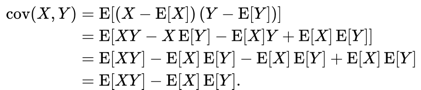 cov(X, Y) = E[(X − E[X]) (Y − E[Y])]
= E[XY − X E[Y] − E[X]Y + E[X] E[Y]]
= E[XY] − E[X] E[Y] − E[X] E[Y] + E[X] E[Y]
= E[XY] − E[X] E[Y].